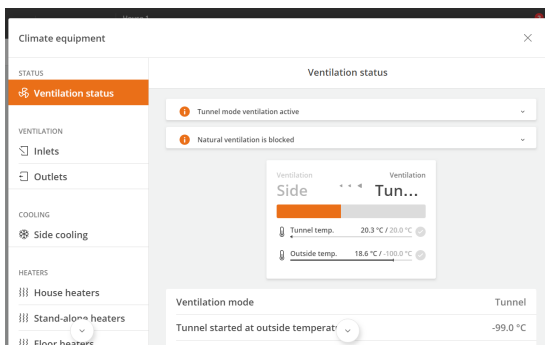 Climate equipment
STATUS
Ventilation status
VENTILATION
Inlets
Outlets
COOLING
Side cooling
HEATERS
House heaters
Stand-alone heaters
Floor heaters
Ventilation status
Tunnel mode ventilation active
Natural ventilation is blocked
Ventilation Ventilation
Side Tun...
Tunnel temp. 20.3 °C / 20.0 °C
Outside temp. 18.6 °C / -100.0 °C
Ventilation mode Tunnel
Tunnel started at outside -99.0 °C